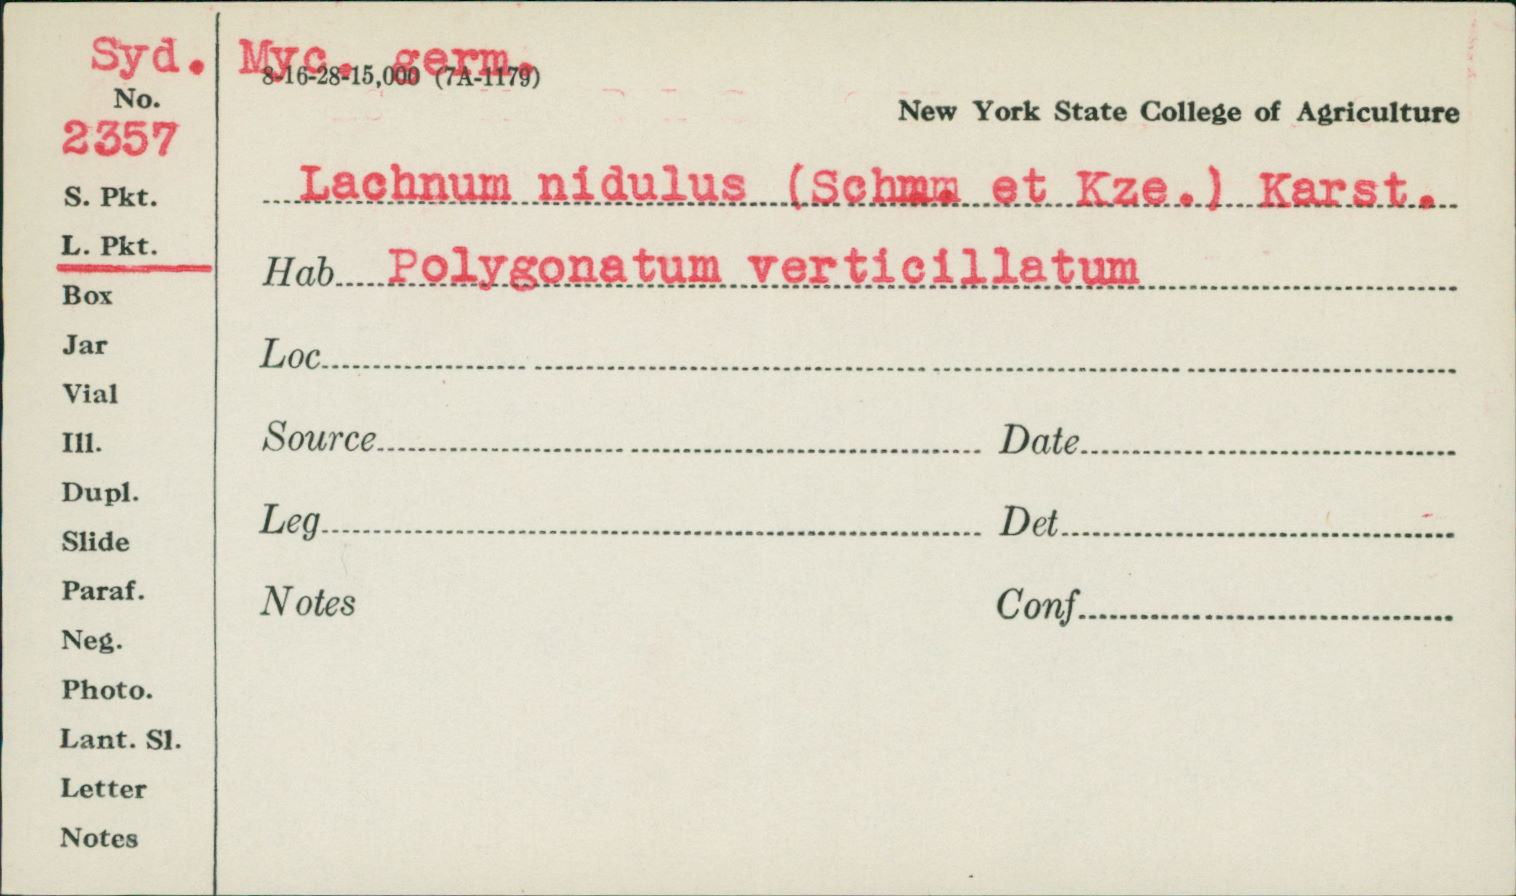 Syd. Myc. germ.
8-16-28-15,000 (7A-1179)
No.
2357
New York State College of Agriculture
S. Pkt.
L. Pkt.
Box
Jar
Vial
Ill.
Dupl.
Slide
Paraf.
Neg.
Photo.
Lant. Sl.
Letter
Notes
Lachnum nidulus (Schmm et Kze.) Karst.
Hab. Polygonatum verticillatum
Loc.
Source
Date
Leg
Det
Notes
Conf